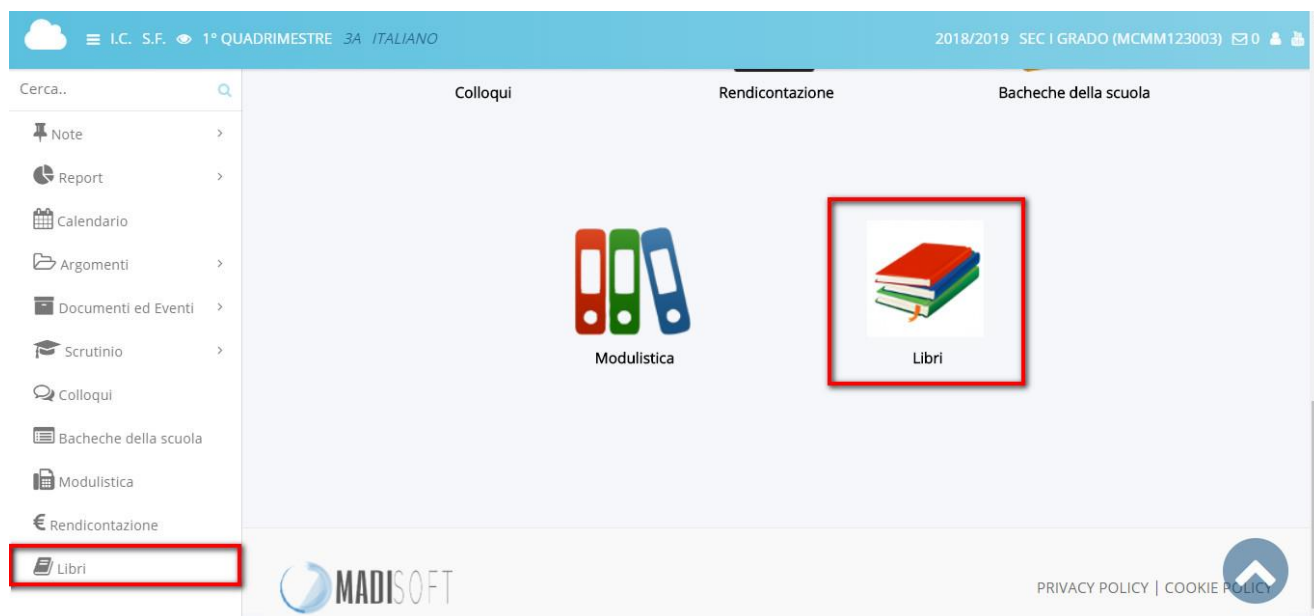 I.C. S.F. 1° QUADRIMESTRE 3A ITALIANO
2018/2019 SEC I GRADO (MCMM123003) 0
Cerca..
Note
Report
Calendario
Argomenti
Documenti ed Eventi
Scrutinio
Colloqui
Bacheche della scuola
Modulistica
€ Rendicontazione
Libri
Colloqui
Rendicontazione
Bacheche della scuola
Modulistica
Libri
MADISOFT
PRIVACY POLICY | COOKIE POLICY